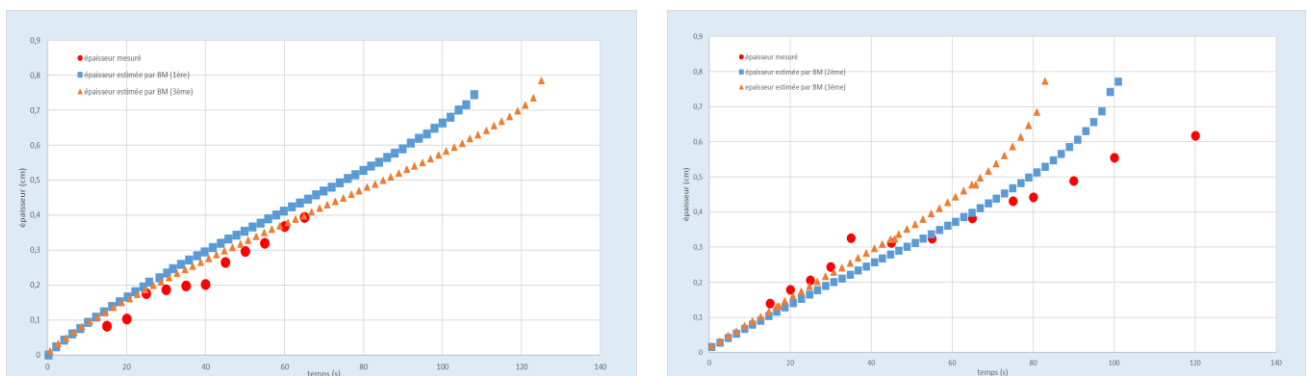 0,9
0,8
0,7
0,6
0,5
0,4
0,3
0,2
0,1
0
épaisseur (cm)
épaisseur mesuré
épaisseur estimée par BM (1ère)
épaisseur estimée par BM (3ème)
0 20 40 60 80 100 120 140
temps (s)
0,9
0,8
0,7
0,6
0,5
0,4
0,3
0,2
0,1
0
épaisseur (cm)
épaisseur mesuré
épaisseur estimée par BM (2ème)
epaisseur estimée par BM (3ème)
0 20 40 60 80 100 120 140
temps (s)